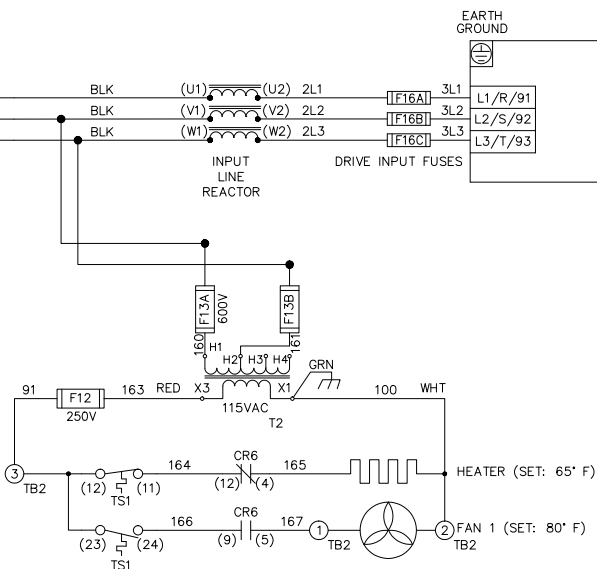 EARTH
GROUND
BLK (U1) (U2) 2L1 F16A 3L1 L1/R/91
BLK (V1) (V2) 2L2 F16B 3L2 L2/S/92
BLK (W1) (W2) 2L3 F16C 3L3 L3/T/93
INPUT
LINE
REACTOR
DRIVE INPUT FUSES
F13A
600V
F13B
160
161
H1 H2 H3 H4
GRN
91 F12 163 RED X3 X1 100 WHT
250V
115VAC
T2
3
TB2
(12) (11) 164 CR6 165 HEATER (SET: 65° F)
TS1
(12) (4)
(23) (24) 166 CR6 167 1 2 FAN 1 (SET: 80° F)
TS1
(9) (5)
TB2
TB2